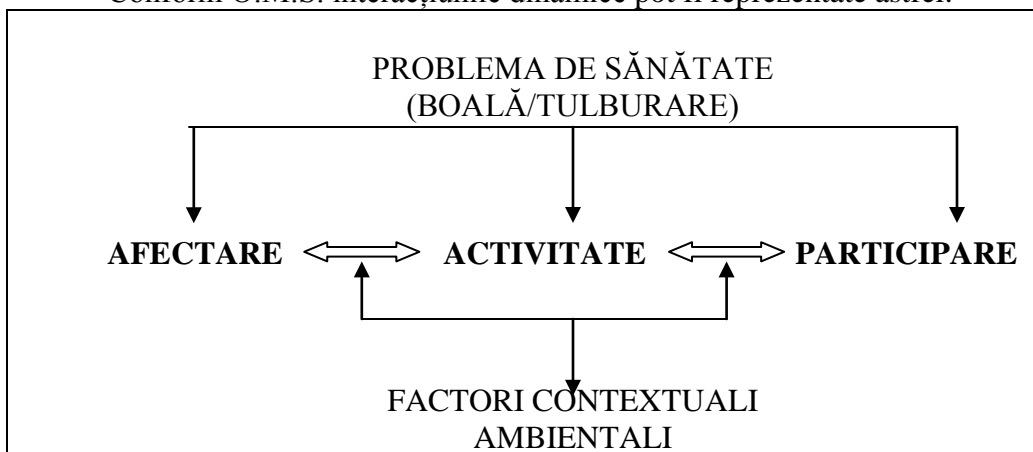 Conform O.M.S. interacțiunile dinamice pot fi reprezentate astfel:
PROBLEMA DE SĂNĂTATE
(BOALĂ/TULBURARE)
AFECTARE ACTIVITATE PARTICIPARE
FACTORI CONTEXTUALI
AMBIENTALI